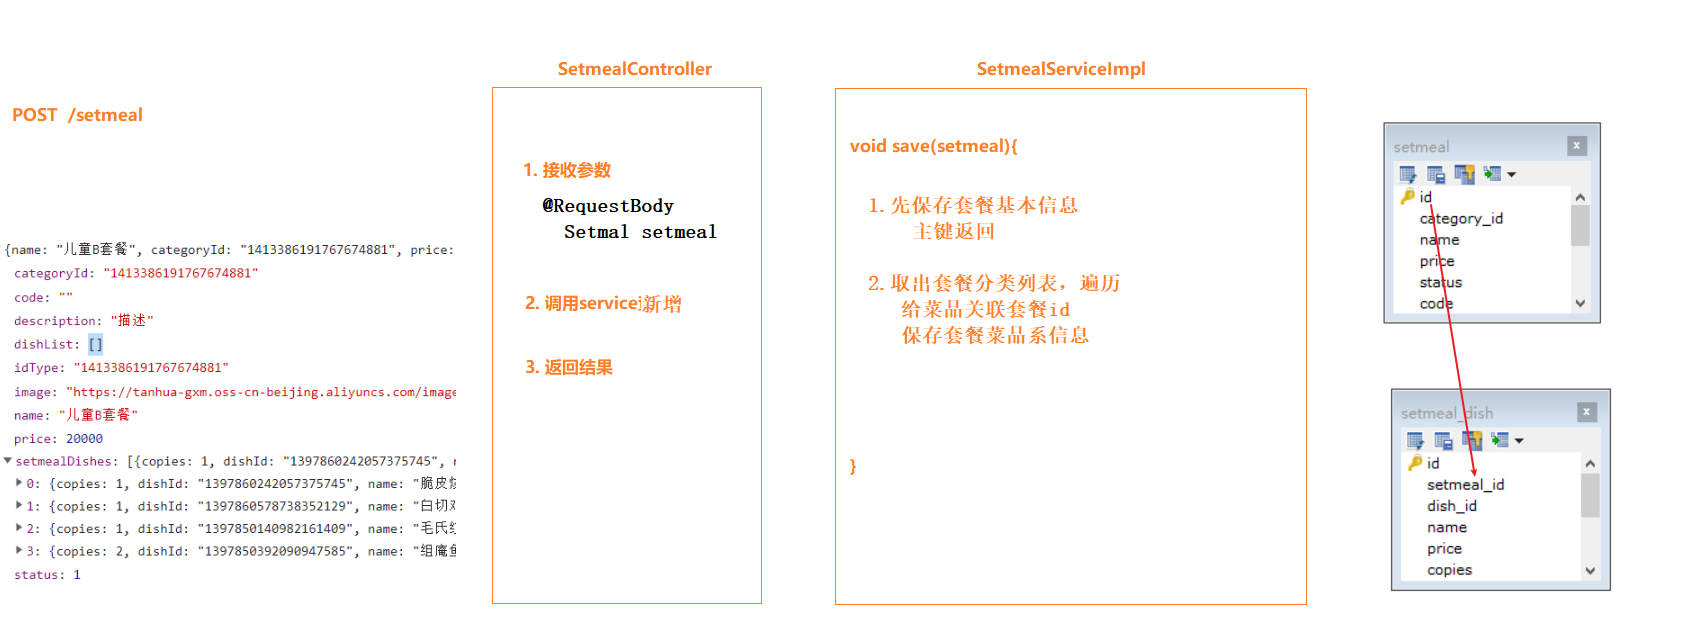 POST /setmeal
{name: "儿童B套餐", categoryId: "1413386191767674881", price:
categoryId: "1413386191767674881"
code: ""
description: "描述"
dishList: []
idType: "1413386191767674881"
image: "https://tanhua-gxm.oss-cn-beijing.aliyuncs.com/image
name: "儿童B套餐"
price: 20000
setmealDishes: [{copies: 1, dishId: "1397860242057375745",
0: {copies: 1, dishId: "1397860242057375745", name: "脆皮
1: {copies: 1, dishId: "1397860578738352129", name: "白切
2: {copies: 1, dishId: "1397850140982161409", name: "毛氏
3: {copies: 2, dishId: "1397850392090947585", name: "组庵鱼
status: 1
SetmealController
1. 接收参数
@RequestBody
Setmal setmeal
2. 调用service新增
3. 返回结果
SetmealServiceImpl
void save(setmeal){
1. 先保存套餐基本信息
主键返回
2. 取出套餐分类列表，遍历
给菜品关联套餐id
保存套餐菜品系信息
}
setmeal
id
category_id
name
price
status
code
setmeal_dish
id
setmeal_id
dish_id
name
price
copies